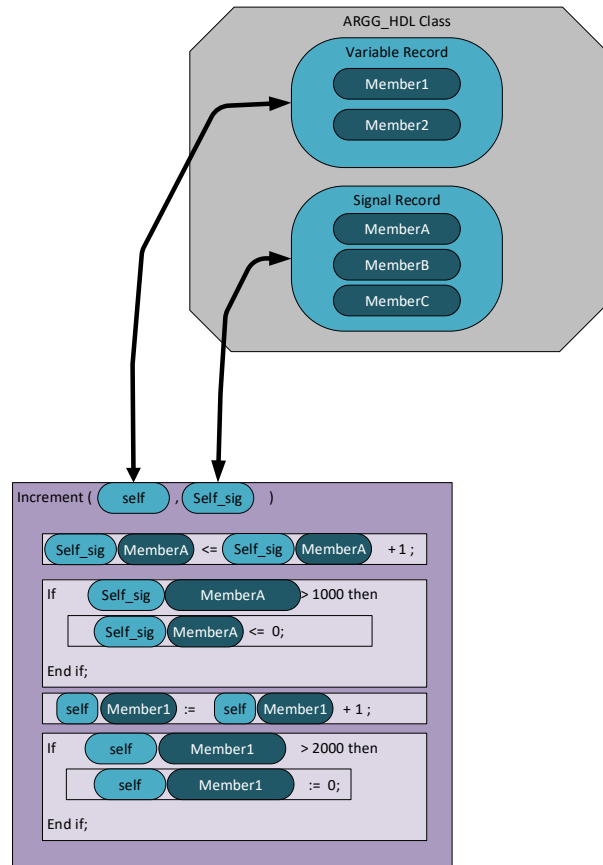 ARGG_HDL Class
Variable Record
Member1
Member2
Signal Record
MemberA
MemberB
MemberC
Increment ( self , Self_sig )
Self_sig MemberA <= Self_sig MemberA + 1 ;
If Self_sig MemberA > 1000 then
Self_sig MemberA <= 0;
End if;
self Member1 := self Member1 + 1 ;
If self Member1 > 2000 then
self Member1 := 0;
End if;